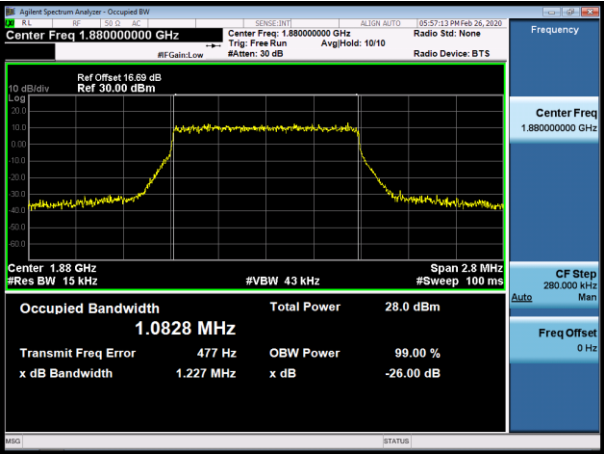 Agilent Spectrum Analyzer - Occupied BW
RL RF 50 Ω AC SENSE:INT ALIGN AUTO 05:57:13 PM Feb 26, 2020
Center Freq 1.880000000 GHz
Center Freq: 1.880000000 GHz Radio Std: None
Trig: Free Run Avg|Hold: 10/10
#IFGain:Low #Atten: 30 dB Radio Device: BTS
Frequency
Ref Offset 16.69 dB
10 dB/div Ref 30.00 dBm
Log
20.0
10.0
0.00
-10.0
-20.0
-30.0
-40.0
-50.0
-60.0
Center Freq
1.880000000 GHz
Center 1.88 GHz Span 2.8 MHz
#Res BW 15 kHz #VBW 43 kHz #Sweep 100 ms
CF Step
280.000 kHz
Auto Man
Occupied Bandwidth Total Power 28.0 dBm
1.0828 MHz
Transmit Freq Error 477 Hz OBW Power 99.00 %
x dB Bandwidth 1.227 MHz x dB -26.00 dB
Freq Offset
0 Hz
MSG STATUS